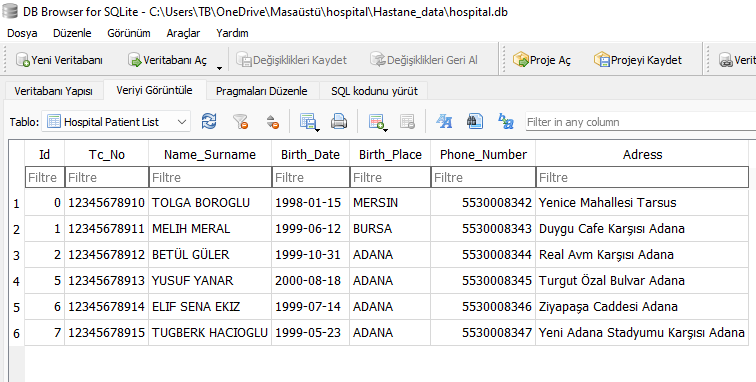 DB Browser for SQLite - C:\Users\TB\OneDrive\Masaüstü\hospital\Hastane_data\hospital.db
Dosya Düzenle Görünüm Araçlar Yardım
Yeni Veritabanı Veritabanı Aç Değişiklikleri Kaydet Değişiklikleri Geri Al Proje Aç Projeyi Kaydet Verit
Veritabanı Yapısı Veriyi Görüntüle Pragmaları Düzenle SQL kodunu yürüt
Tablo: Hospital Patient List Filter in any column
Id Tc_No Name_Surname Birth_Date Birth_Place Phone_Number Adress
Filtre Filtre Filtre Filtre Filtre Filtre Filtre
1 0 12345678910 TOLGA BOROGLU 1998-01-15 MERSIN 5530008342 Yenice Mahallesi Tarsus
2 1 12345678911 MELIH MERAL 1999-06-12 BURSA 5530008343 Duygu Cafe Karşısı Adana
3 2 12345678912 BETÜL GÜLER 1999-10-31 ADANA 5530008344 Real Avm Karşısı Adana
4 5 12345678913 YUSUF YANAR 2000-08-18 ADANA 5530008345 Turgut Özal Bulvar Adana
5 6 12345678914 ELIF SENA EKIZ 1999-07-14 ADANA 5530008346 Ziyapaşa Caddesi Adana
6 7 12345678915 TUGBERK HACIOGLU 1999-05-23 ADANA 5530008347 Yeni Adana Stadyumu Karşısı Adana